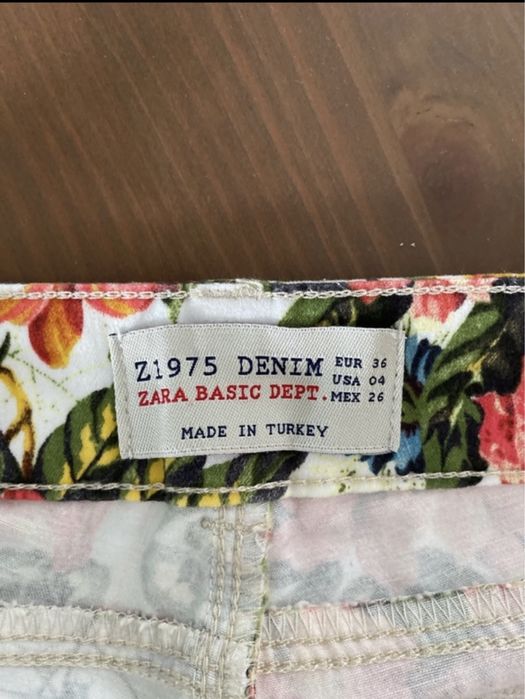 Z1975 DENIM
ZARA BASIC DEPT.
EUR 36
USA 04
MEX 26
MADE IN TURKEY